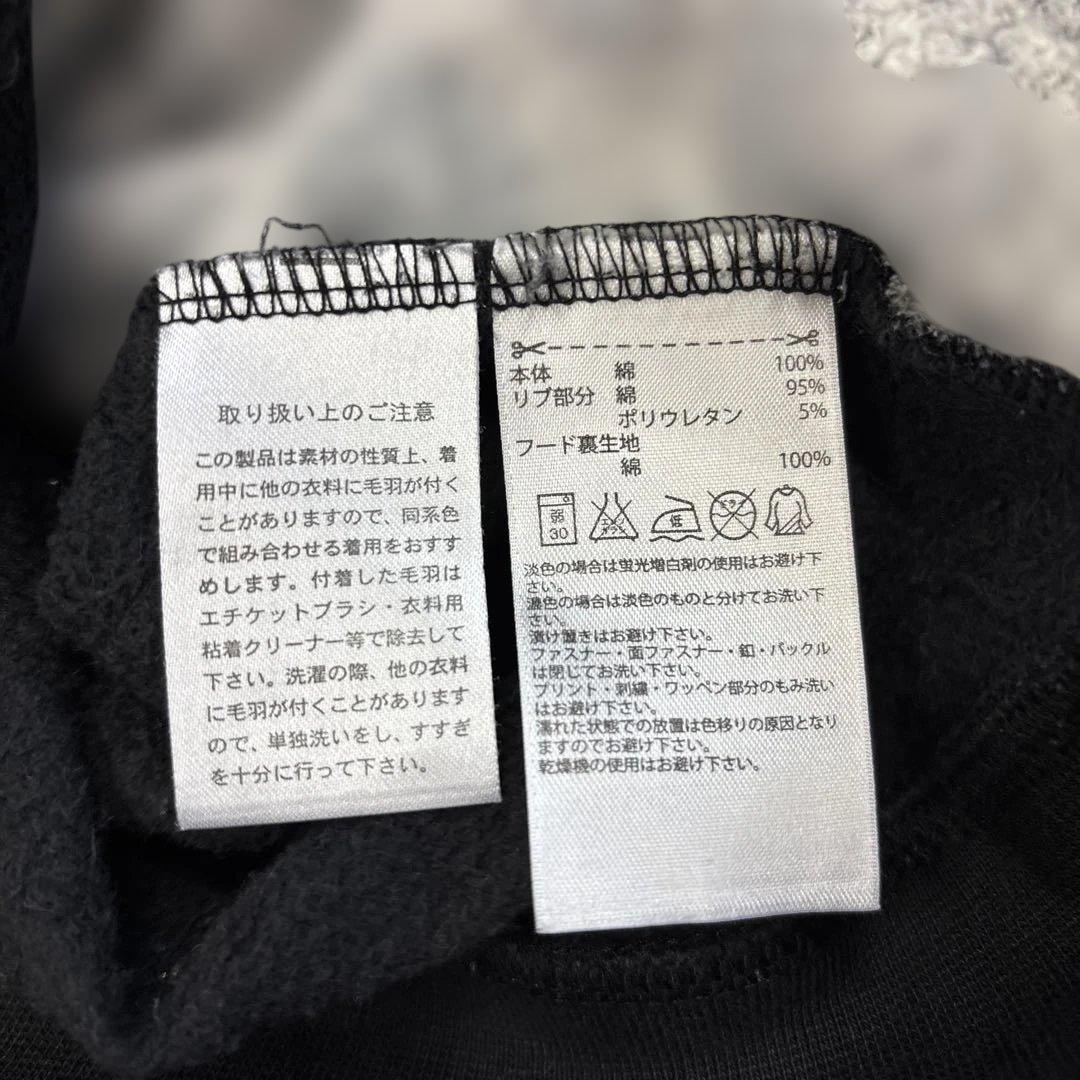 取り扱い上のご注意
この製品は素材の性質上、着
用中に他の衣料に毛羽が付く
ことがありますので、同系色
で組み合わせる着用をおすす
めします。付着した毛羽は
エチケットブラシ・衣料用
粘着クリーナー等で除去して
下さい。洗濯の際、他の衣料
に毛羽が付くことがあります
ので、単独洗いをし、すすぎ
を十分に行って下さい。
本体 綿 100%
リブ部分 綿 95%
ポリウレタン 5%
フード裏生地
綿 100%
弱 30
エンソサラシ
低
ドライ
淡色の場合は蛍光増白剤の使用はお避け下
さい。
濃色の場合は淡色のものと分けてお洗い下
さい。
漬け置きはお避け下さい。
ファスナー・面ファスナー・釦・バックル
は閉じてお洗い下さい。
プリント・刺繍・ワッペン部分のもみ洗い
はお避け下さい。
濡れた状態での放置は色移りの原因となり
ますのでお避け下さい。
乾燥機の使用はお避け下さい。